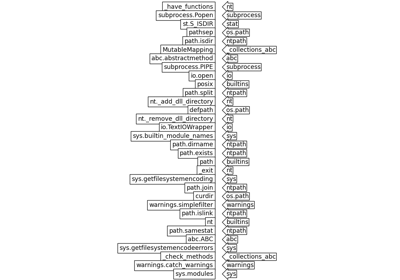 _have_functions nt
subprocess.Popen subprocess
st.S_ISDIR stat
pathsep os.path
path.isdir ntpath
MutableMapping _collections_abc
abc.abstractmethod abc
subprocess.PIPE subprocess
io.open io
posix builtins
path.split ntpath
nt._add_dll_directory nt
defpath os.path
nt._remove_dll_directory nt
io.TextIOWrapper io
sys.builtin_module_names sys
path.dirname ntpath
path.exists ntpath
path builtins
_exit nt
sys.getfilesystemencoding sys
path.join ntpath
curdir os.path
warnings.simplefilter warnings
path.islink ntpath
nt builtins
path.samestat ntpath
abc.ABC abc
sys.getfilesystemencodeerrors sys
_check_methods _collections_abc
warnings.catch_warnings warnings
sys.modules sys